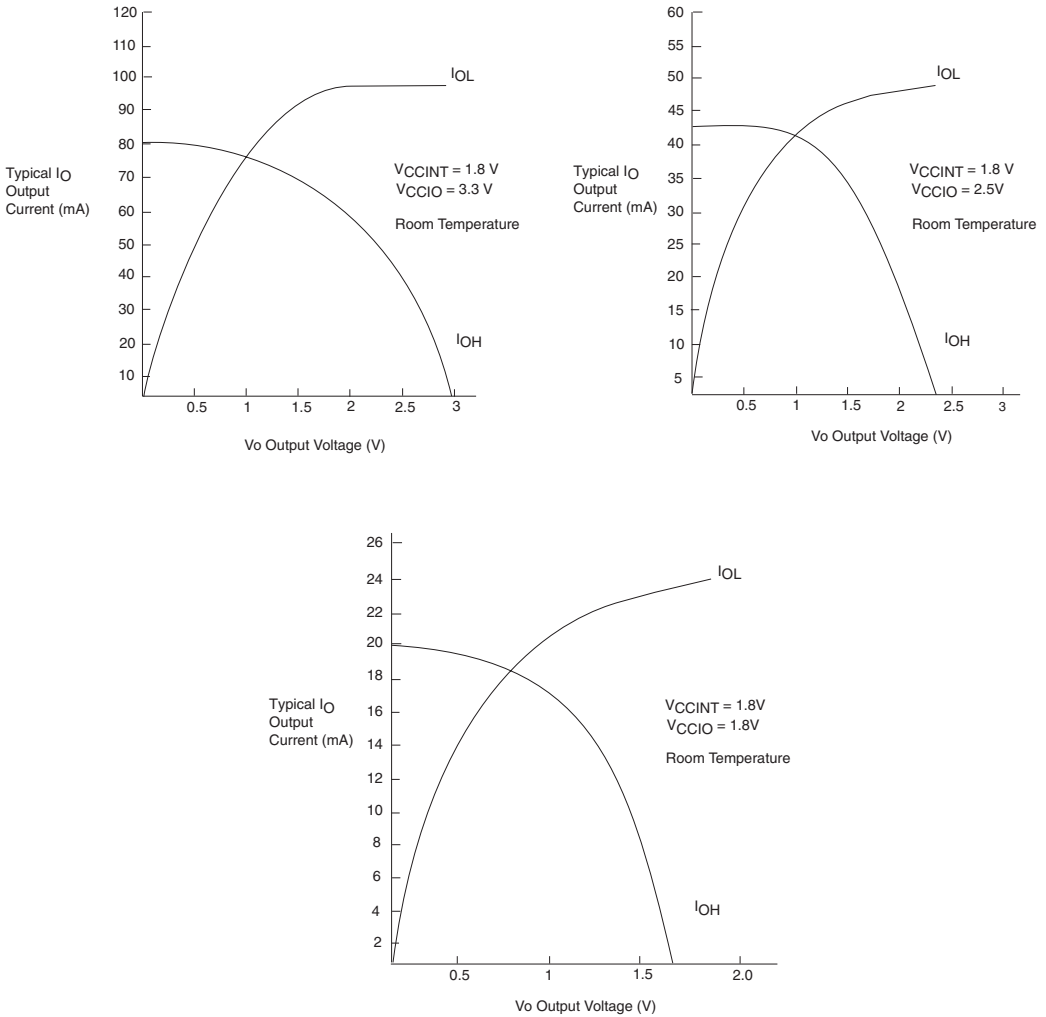 120
110
100
90
80
70
60
50
40
30
20
10
Typical IO
Output
Current (mA)
IOL
VCCINT = 1.8 V
VCCIO = 3.3 V
Room Temperature
IOH
0.5 1 1.5 2 2.5 3
Vo Output Voltage (V)
60
55
50
45
40
35
30
25
20
15
10
5
Typical IO
Output
Current (mA)
IOL
VCCINT = 1.8 V
VCCIO = 2.5V
Room Temperature
IOH
0.5 1 1.5 2 2.5 3
Vo Output Voltage (V)
26
24
22
20
18
16
14
12
10
8
6
4
2
Typical IO
Output
Current (mA)
IOL
VCCINT = 1.8V
VCCIO = 1.8V
Room Temperature
IOH
0.5 1 1.5 2.0
Vo Output Voltage (V)